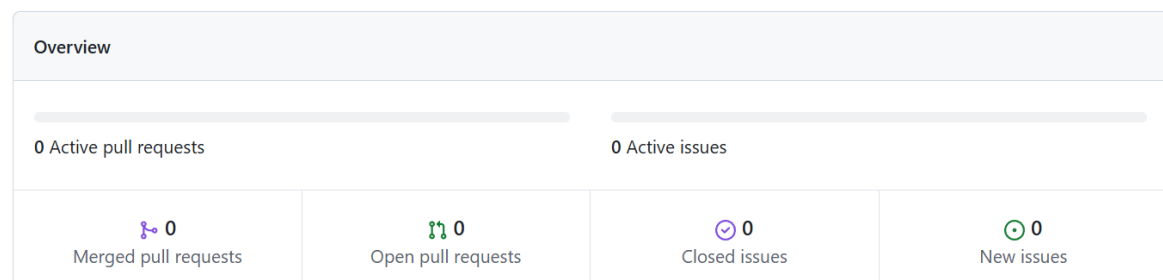 Overview
0 Active pull requests
0 Active issues
0
Merged pull requests
0
Open pull requests
0
Closed issues
0
New issues